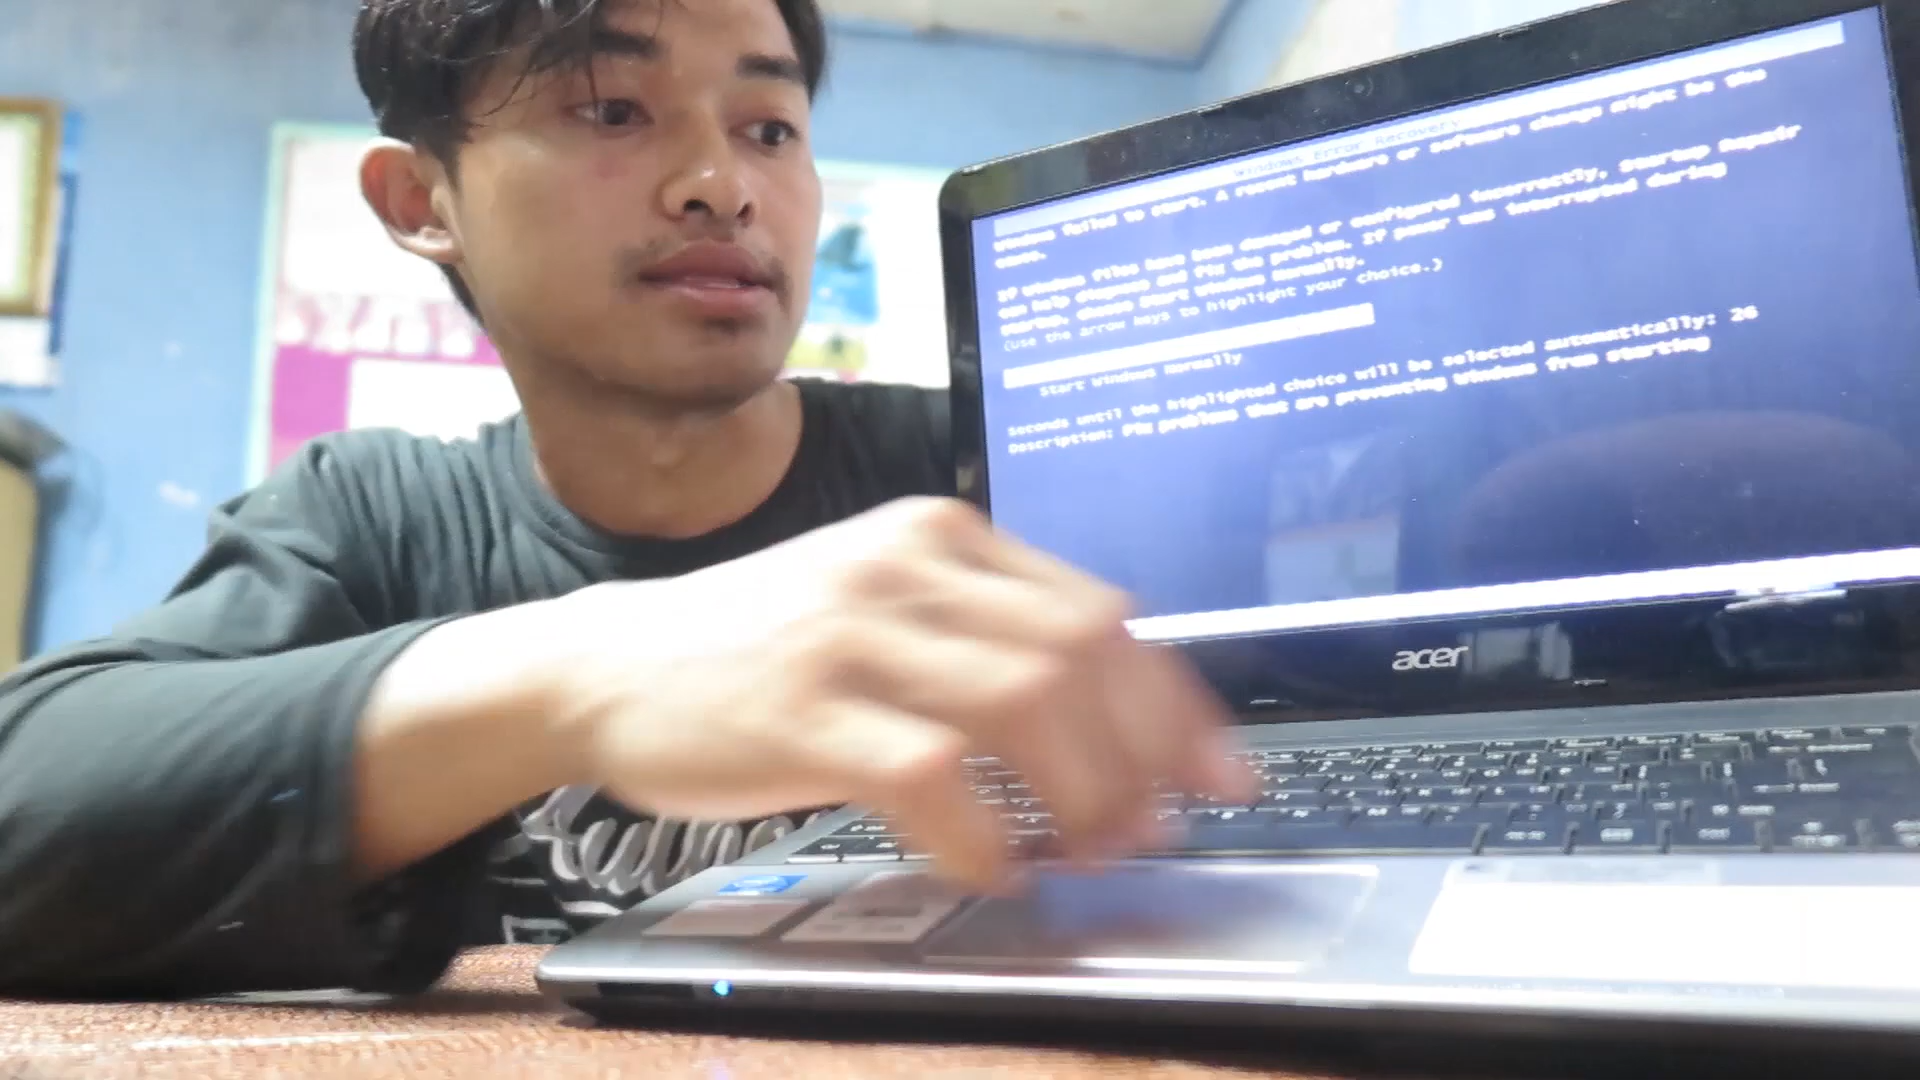 Windows Error Recovery
Windows failed to start. A recent hardware or software change might be the
cause.
If Windows files have been damaged or configured incorrectly, Startup Repair
can help diagnose and fix the problem. If power was interrupted during
startup, choose Start Windows Normally.
(Use the arrow keys to highlight your choice.)
Start Windows Normally
Seconds until the highlighted choice will be selected automatically: 26
Description: Fix problems that are preventing Windows from starting
acer